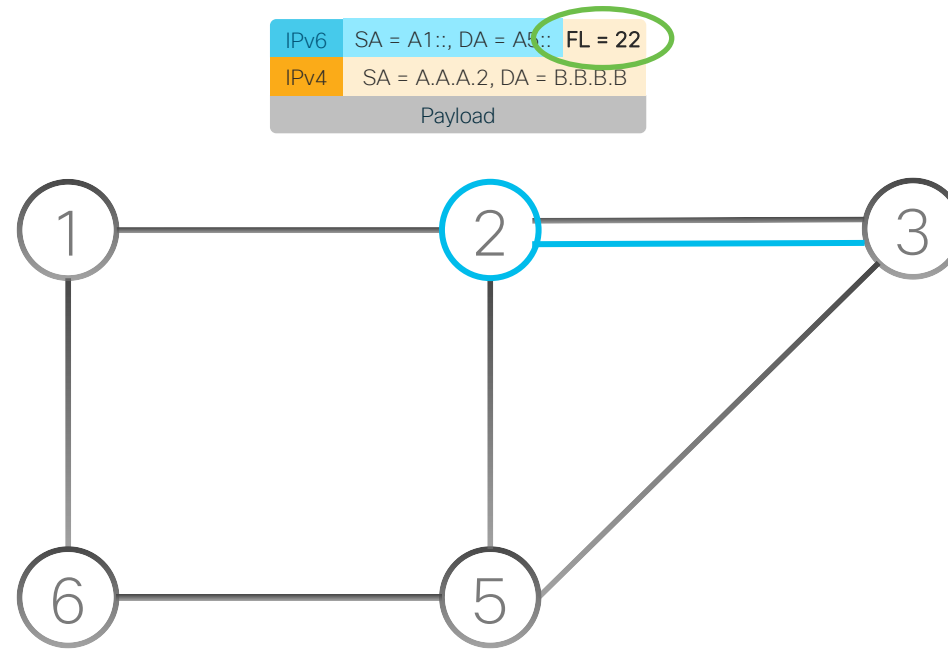 IPv6 SA = A1::, DA = A5:: FL = 22
IPv4 SA = A.A.A.2, DA = B.B.B.B
Payload
1 2 3
6 5